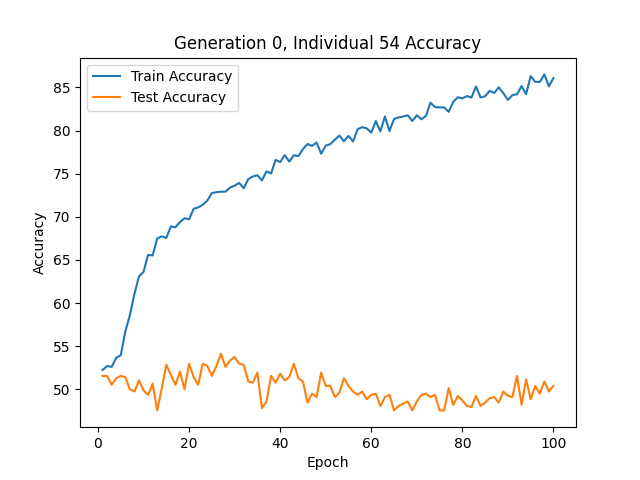 Generation 0, Individual 54 Accuracy
Train Accuracy
Test Accuracy
85
80
75
70
65
60
55
50
Accuracy
0 20 40 60 80 100
Epoch